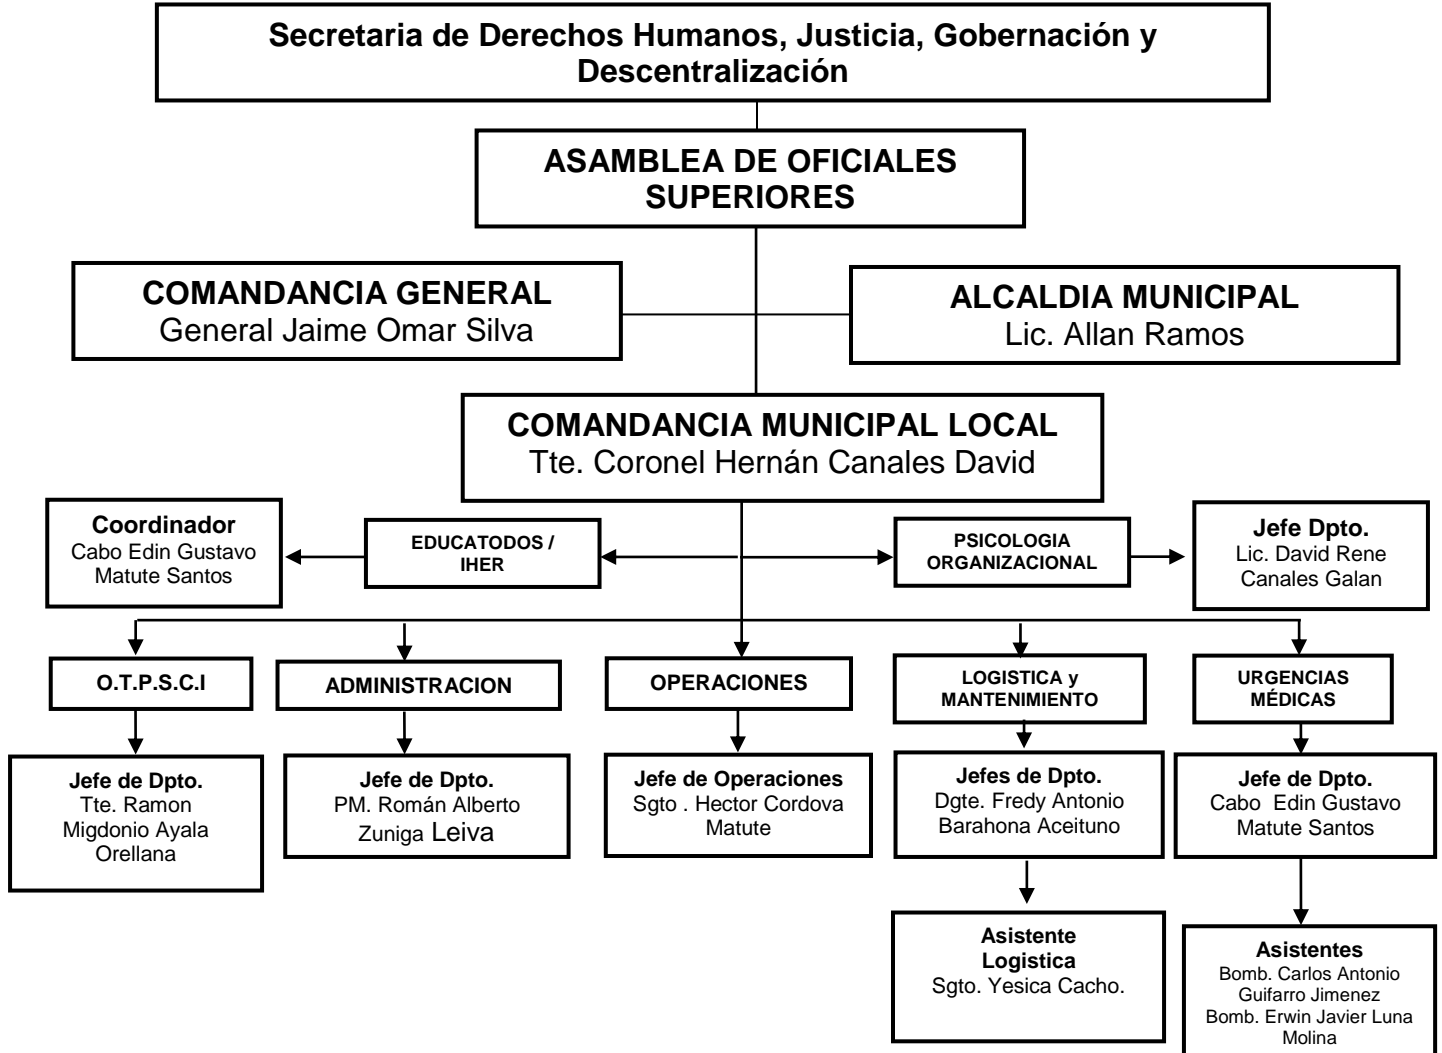 Secretaria de Derechos Humanos, Justicia, Gobernación y
Descentralización
ASAMBLEA DE OFICIALES
SUPERIORES
COMANDANCIA GENERAL
General Jaime Omar Silva
ALCALDIA MUNICIPAL
Lic. Allan Ramos
COMANDANCIA MUNICIPAL LOCAL
Tte. Coronel Hernán Canales David
Coordinador
Cabo Edin Gustavo
Matute Santos
EDUCATODOS /
IHER
PSICOLOGIA
ORGANIZACIONAL
Jefe Dpto.
Lic. David Rene
Canales Galan
O.T.P.S.C.I
ADMINISTRACION
OPERACIONES
LOGISTICA y
MANTENIMIENTO
URGENCIAS
MÉDICAS
Jefe de Dpto.
Tte. Ramon
Migdonio Ayala
Orellana
Jefe de Dpto.
PM. Román Alberto
Zuniga Leiva
Jefe de Operaciones
Sgto . Hector Cordova
Matute
Jefes de Dpto.
Dgte. Fredy Antonio
Barahona Aceituno
Jefe de Dpto.
Cabo  Edin Gustavo
Matute Santos
Asistente
Logistica
Sgto. Yesica Cacho.
Asistentes
Bomb. Carlos Antonio
Guifarro Jimenez
Bomb. Erwin Javier Luna
Molina